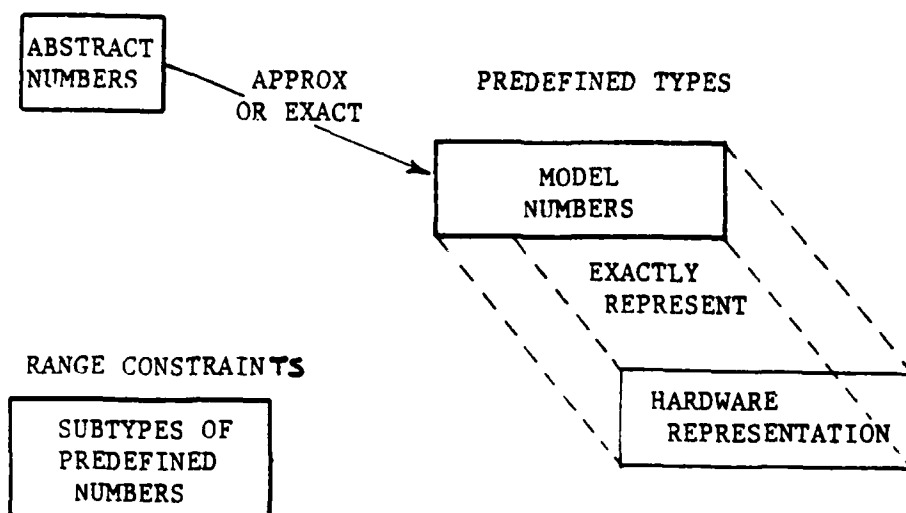 ABSTRACT
NUMBERS
APPROX
OR EXACT
PREDEFINED TYPES
MODEL
NUMBERS
EXACTLY
REPRESENT
HARDWARE
REPRESENTATION
RANGE CONSTRAINTS
SUBTYPES OF
PREDEFINED
NUMBERS